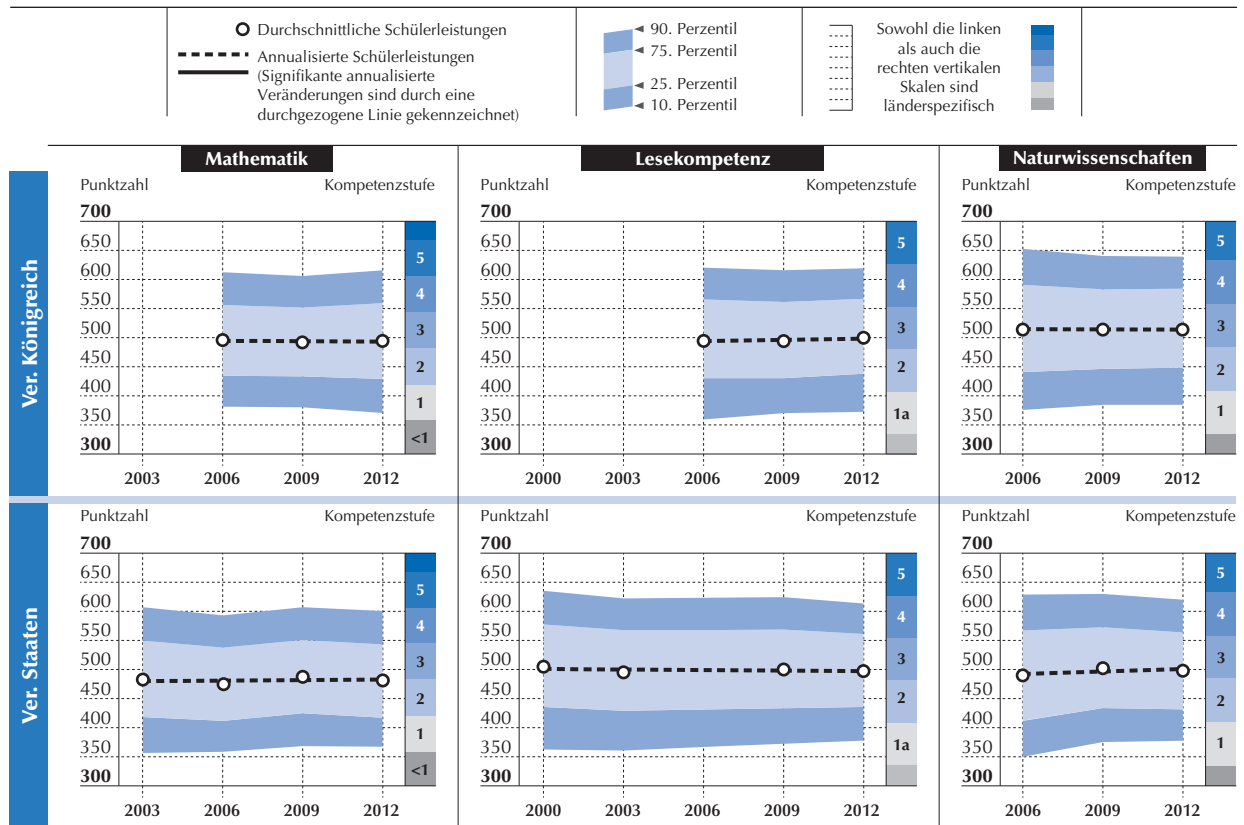 Durchschnittliche Schülerleistungen
Annualisierte Schülerleistungen
(Signifikante annualisierte
Veränderungen sind durch eine
durchgezogene Linie gekennzeichnet)
90. Perzentil
75. Perzentil
25. Perzentil
10. Perzentil
Sowohl die linken
als auch die
rechten vertikalen
Skalen sind
länderspezifisch
Mathematik
Lesekompetenz
Naturwissenschaften
Ver. Königreich
Punktzahl Kompetenzstufe
700
650
600
550
500
450
400
350
300
5
4
3
2
1
<1
2003 2006 2009 2012
Punktzahl Kompetenzstufe
700
650
600
550
500
450
400
350
300
5
4
3
2
1a
2000 2003 2006 2009 2012
Punktzahl Kompetenzstufe
700
650
600
550
500
450
400
350
300
5
4
3
2
1
2006 2009 2012
Ver. Staaten
Punktzahl Kompetenzstufe
700
650
600
550
500
450
400
350
300
5
4
3
2
1
<1
2003 2006 2009 2012
Punktzahl Kompetenzstufe
700
650
600
550
500
450
400
350
300
5
4
3
2
1a
2000 2003 2006 2009 2012
Punktzahl Kompetenzstufe
700
650
600
550
500
450
400
350
300
5
4
3
2
1
2006 2009 2012